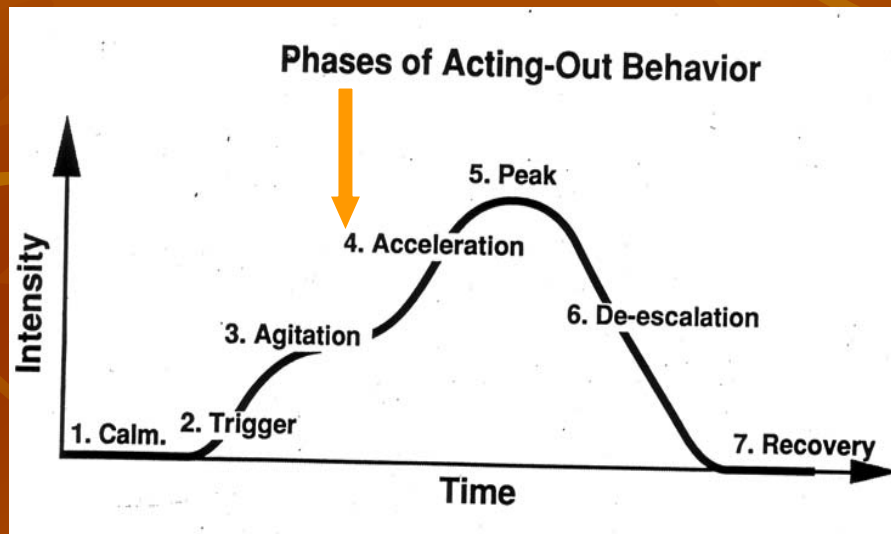 Phases of Acting-Out Behavior
5. Peak
4. Acceleration
3. Agitation
6. De-escalation
2. Trigger
1. Calm.
7. Recovery
Intensity
Time